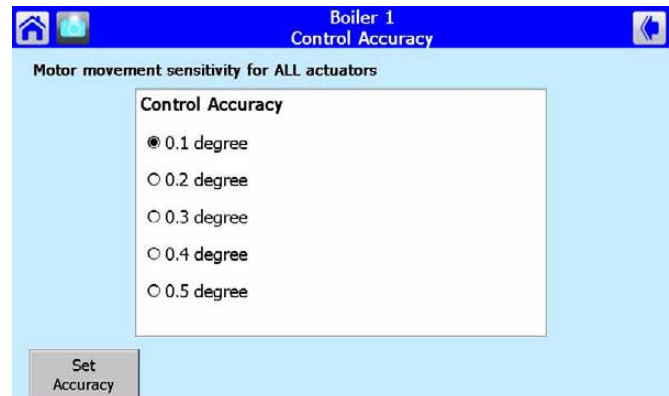 Boiler 1
Control Accuracy
Motor movement sensitivity for ALL actuators
Control Accuracy
0.1 degree
0.2 degree
0.3 degree
0.4 degree
0.5 degree
Set
Accuracy